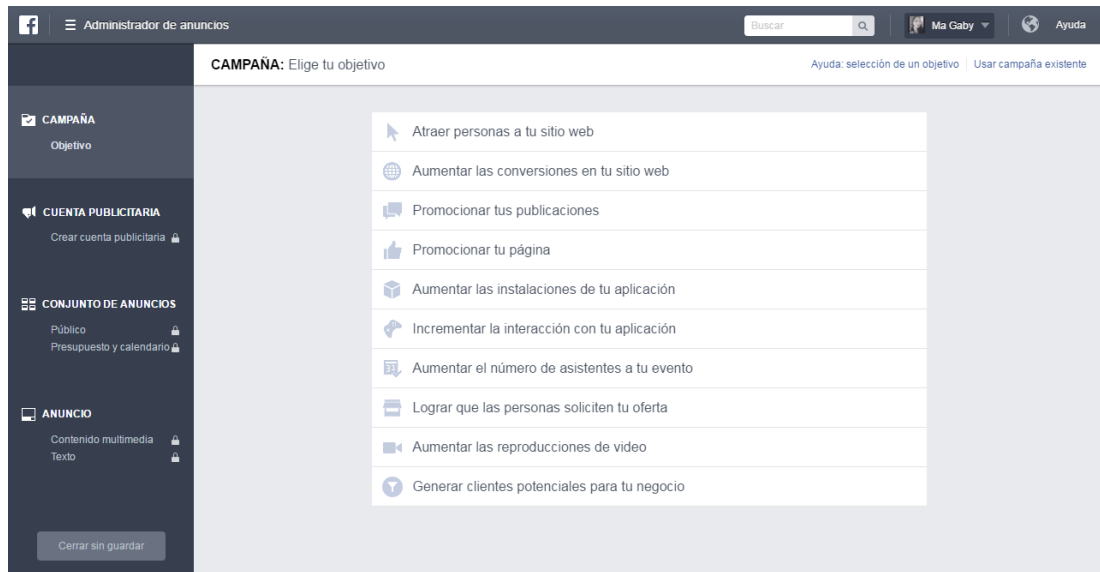 Administrador de anuncios
Buscar
Ma Gaby
Ayuda
CAMPAÑA: Elige tu objetivo
Ayuda: selección de un objetivo
Usar campaña existente
CAMPAÑA
Objetivo
CUENTA PUBLICITARIA
Crear cuenta publicitaria
CONJUNTO DE ANUNCIOS
Público
Presupuesto y calendario
ANUNCIO
Contenido multimedia
Texto
Cerrar sin guardar
Atraer personas a tu sitio web
Aumentar las conversiones en tu sitio web
Promocionar tus publicaciones
Promocionar tu página
Aumentar las instalaciones de tu aplicación
Incrementar la interacción con tu aplicación
31
Aumentar el número de asistentes a tu evento
Lograr que las personas soliciten tu oferta
Aumentar las reproducciones de video
Generar clientes potenciales para tu negocio